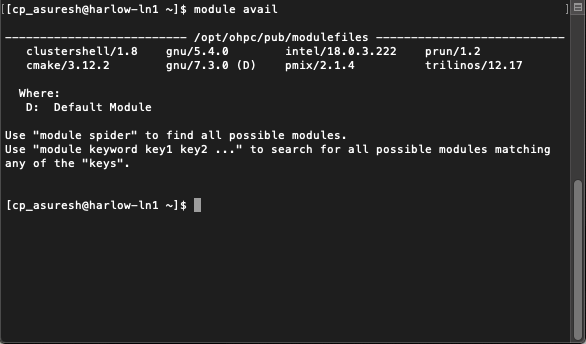 [[cp_asuresh@harlow-ln1 ~]$ module avail ]
-------------------------- /opt/ohpc/pub/modulefiles ---------------------------
clustershell/1.8 gnu/5.4.0 intel/18.0.3.222 prun/1.2
cmake/3.12.2 gnu/7.3.0 (D) pmix/2.1.4 trilinos/12.17
Where:
D: Default Module
Use "module spider" to find all possible modules.
Use "module keyword key1 key2 ..." to search for all possible modules matching
any of the "keys".
[cp_asuresh@harlow-ln1 ~]$